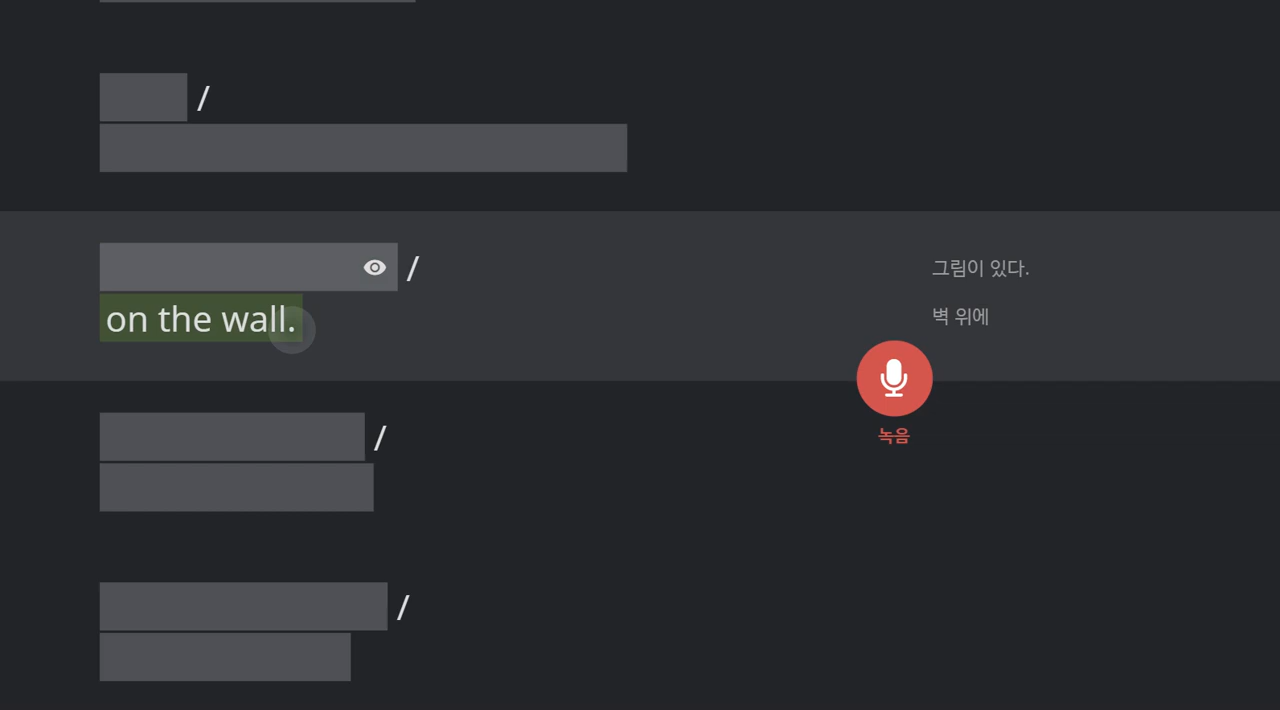 /
/
on the wall.
그림이 있다.
벽 위에
녹음
/
/